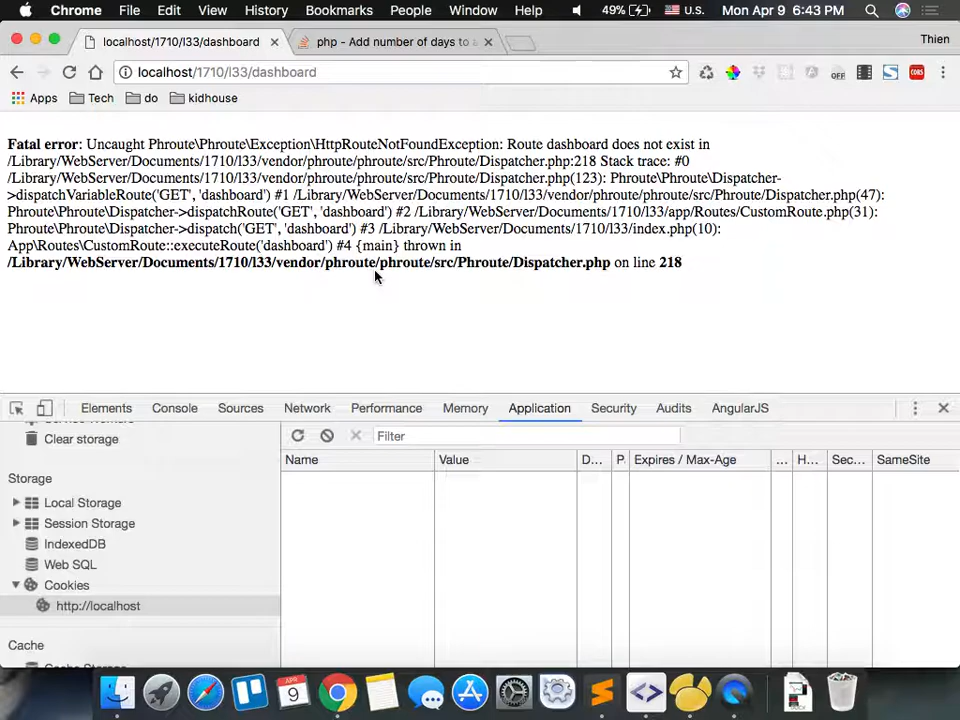 Chrome File Edit View History Bookmarks People Window Help 49% U.S. Mon Apr 9 6:43 PM
localhost/1710/l33/dashboard php - Add number of days to Thien
localhost/1710/l33/dashboard OFF CORS
Apps Tech do kidhouse
Fatal error: Uncaught Phroute\Phroute\Exception\HttpRouteNotFoundException: Route dashboard does not exist in
/Library/WebServer/Documents/1710/l33/vendor/phroute/phroute/src/Phroute/Dispatcher.php:218 Stack trace: #0
/Library/WebServer/Documents/1710/l33/vendor/phroute/phroute/src/Phroute/Dispatcher.php(123): Phroute\Phroute\Dispatcher-
>dispatchVariableRoute('GET', 'dashboard') #1 /Library/WebServer/Documents/1710/l33/vendor/phroute/phroute/src/Phroute/Dispatcher.php(47):
Phroute\Phroute\Dispatcher->dispatchRoute('GET', 'dashboard') #2 /Library/WebServer/Documents/1710/l33/app/Routes/CustomRoute.php(31):
Phroute\Phroute\Dispatcher->dispatch('GET', 'dashboard') #3 /Library/WebServer/Documents/1710/l33/index.php(10):
App\Routes\CustomRoute::executeRoute('dashboard') #4 {main} thrown in
/Library/WebServer/Documents/1710/l33/vendor/phroute/phroute/src/Phroute/Dispatcher.php on line 218
Elements Console Sources Network Performance Memory Application Security Audits AngularJS
Clear storage
Filter
Name Value D... P Expires / Max-Age ... H... Sec... SameSite
Storage
Local Storage
Session Storage
IndexedDB
Web SQL
Cookies
http://localhost
Cache
APR
9